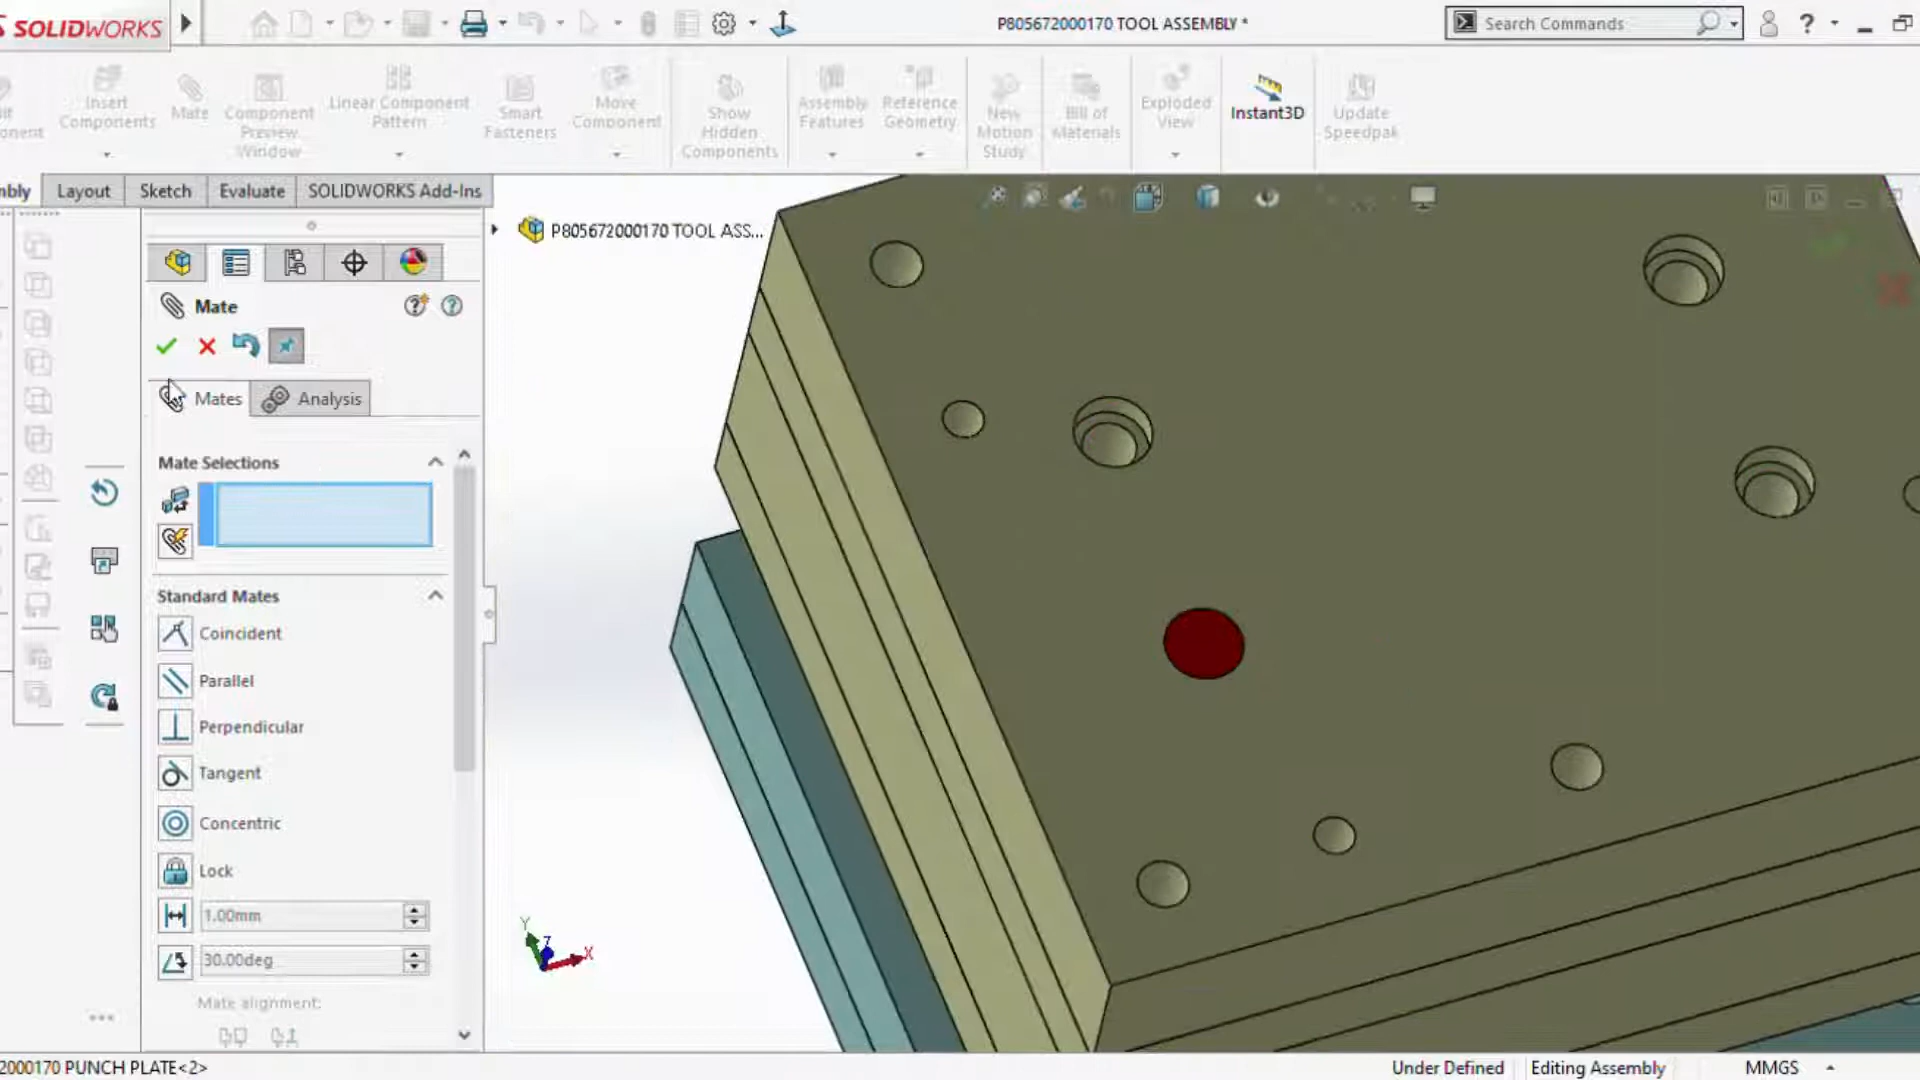 SOLIDWORKS
P805672000170 TOOL ASSEMBLY *
Search Commands
?
Insert
Components
Mate
Component
Preview
Window
Linear Component
Pattern
Smart
Fasteners
Move
Component
Show
Hidden
Components
Assembly
Features
Reference
Geometry
New
Motion
Study
Bill of
Materials
Exploded
View
Instant3D
Update
Speedpak
mbly
Layout
Sketch
Evaluate
SOLIDWORKS Add-Ins
P805672000170 TOOL ASS...
Mate
Mates
Analysis
Mate Selections
Standard Mates
Coincident
Parallel
Perpendicular
Tangent
Concentric
Lock
1.00mm
30.00deg
Mate alignment:
Y
Z
X
2000170 PUNCH PLATE<2>
Under Defined
Editing Assembly
MMGS